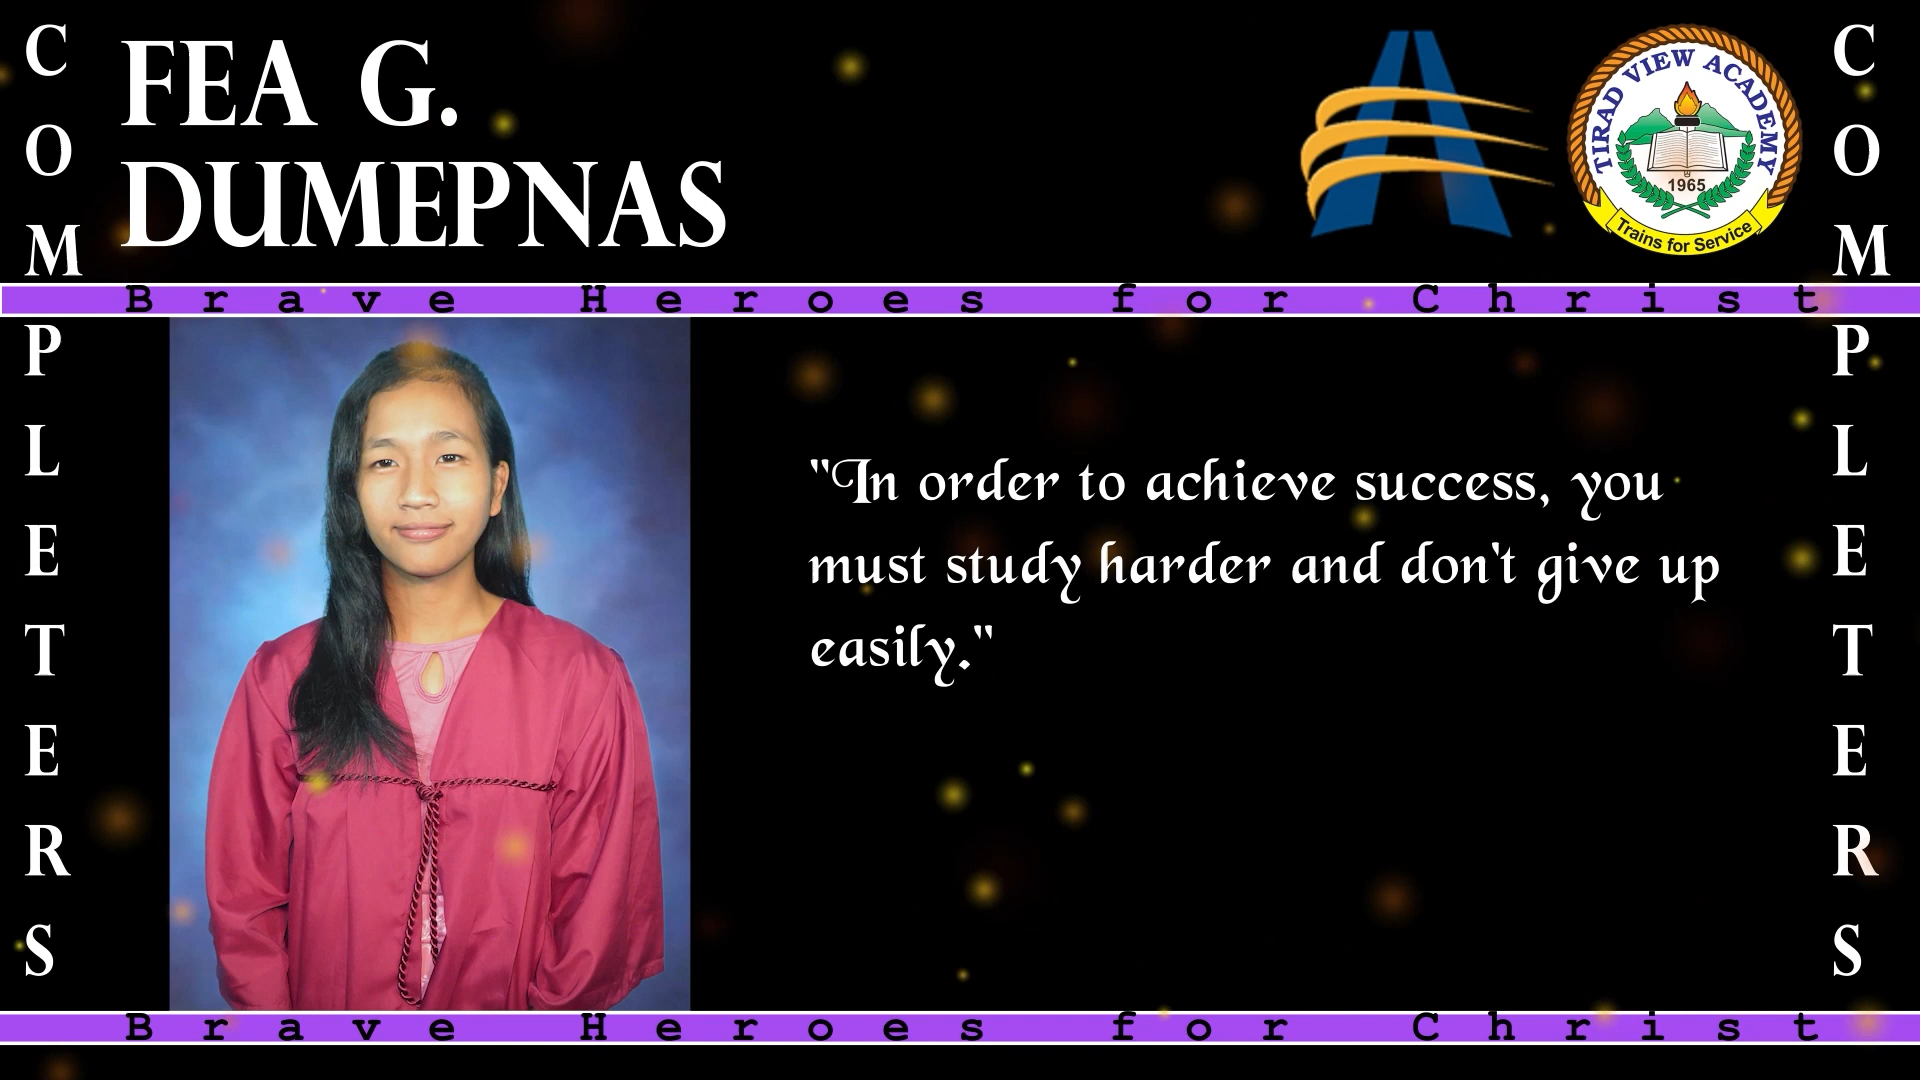 COMPLETERS
FEA G.
DUMEPNAS
TIRAD VIEW ACADEMY
1965
Trains for Service
COMPLETERS
Brave Heroes for Christ
"In order to achieve success, you
must study harder and don't give up
easily."
Brave Heroes for Christ